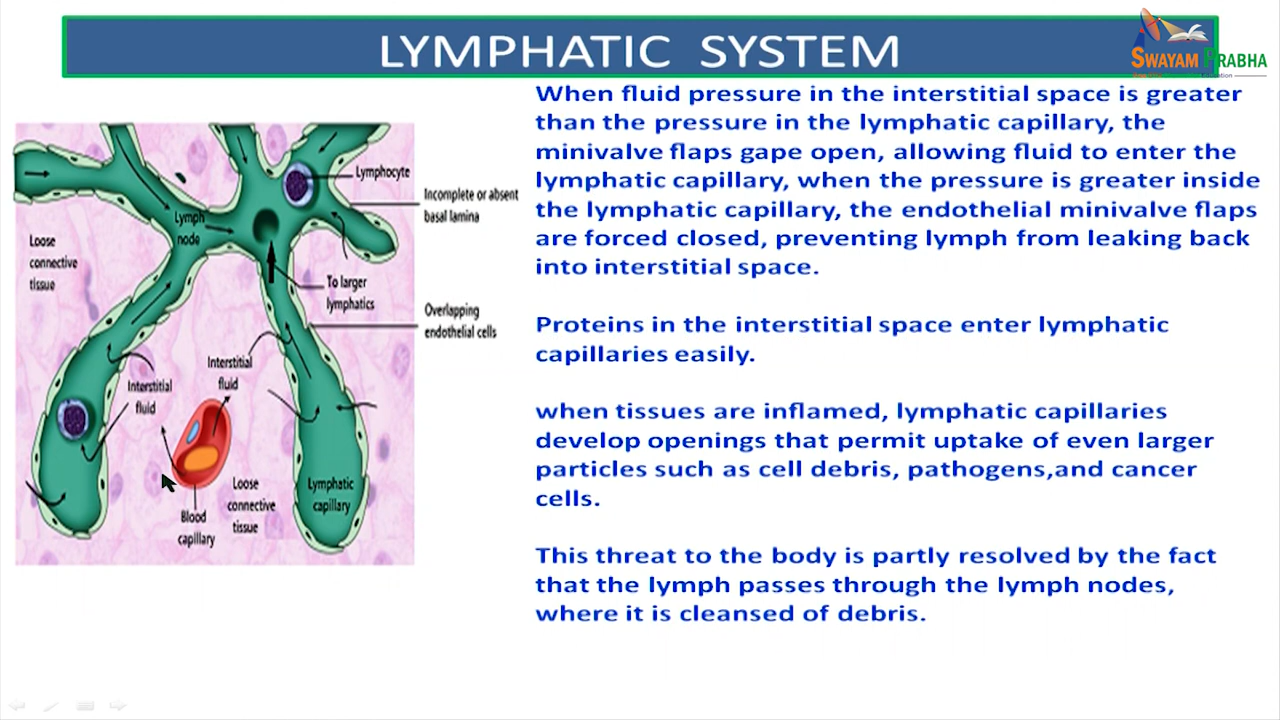 LYMPHATIC SYSTEM
SWAYAM PRABHA
Education
When fluid pressure in the interstitial space is greater
than the pressure in the lymphatic capillary, the
minivalve flaps gape open, allowing fluid to enter the
lymphatic capillary, when the pressure is greater inside
the lymphatic capillary, the endothelial minivalve flaps
are forced closed, preventing lymph from leaking back
into interstitial space.
Proteins in the interstitial space enter lymphatic
capillaries easily.
when tissues are inflamed, lymphatic capillaries
develop openings that permit uptake of even larger
particles such as cell debris, pathogens,and cancer
cells.
This threat to the body is partly resolved by the fact
that the lymph passes through the lymph nodes,
where it is cleansed of debris.
Lymphocyte
Incomplete or absent
basal lamina
Lymph
node
Loose
connective
tissue
To larger
lymphatics
Overlapping
endothelial cells
Interstitial
fluid
Interstitial
fluid
Loose
connective
tissue
Lymphatic
capillary
Blood
capillary